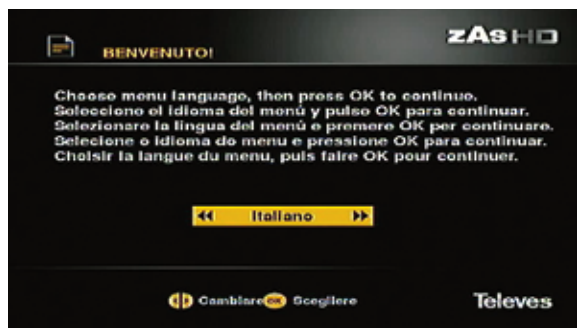 zAs HD
BENVENUTO!
Choose menu language, then press OK to continue.
Seleccione el idioma del menú y pulse OK para continuar.
Selezionare la lingua del menù e premere OK per continuare.
Selecione o idioma do menu e pressione OK para continuar.
Choisir la langue du menu, puis faire OK pour continuer.
Italiano
Cambiare OK Scegliere
Televes